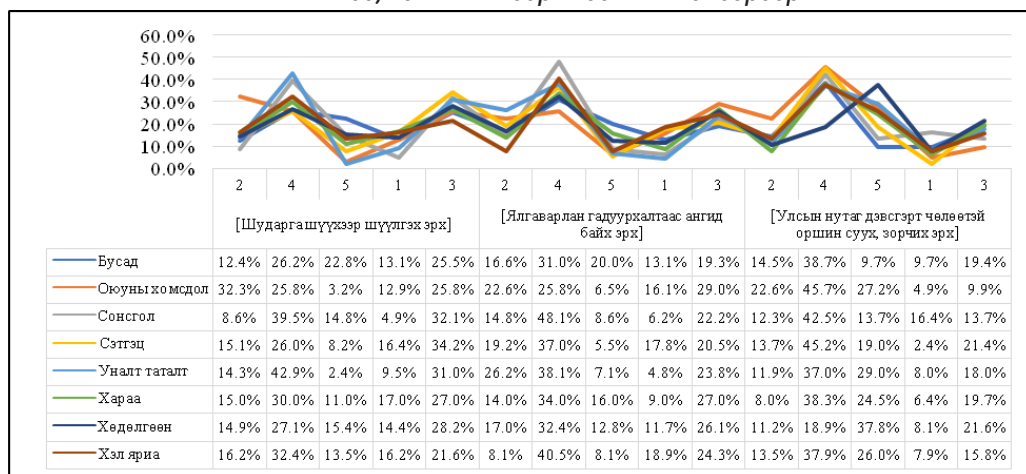 60.0%
50.0%
40.0%
30.0%
20.0%
10.0%
0.0%
2 4 5 1 3 2 4 5 1 3 2 4 5 1 3
[Шударга шүүхээр шүүлгэх эрх] [Ялгаварлан гадуурхалтаас ангид байх эрх] [Улсын нутаг дэвсгэрт чөлөөтэй оршин суух, зорчих эрх]
Бусад 12.4% 26.2% 22.8% 13.1% 25.5% 16.6% 31.0% 20.0% 13.1% 19.3% 14.5% 38.7% 9.7% 9.7% 19.4%
Оюуны хомсдол 32.3% 25.8% 3.2% 12.9% 25.8% 22.6% 25.8% 6.5% 16.1% 29.0% 22.6% 45.7% 27.2% 4.9% 9.9%
Сонсгол 8.6% 39.5% 14.8% 4.9% 32.1% 14.8% 48.1% 8.6% 6.2% 22.2% 12.3% 42.5% 13.7% 16.4% 13.7%
Сэтгэц 15.1% 26.0% 8.2% 16.4% 34.2% 19.2% 37.0% 5.5% 17.8% 20.5% 13.7% 45.2% 19.0% 2.4% 21.4%
Уналт таталт 14.3% 42.9% 2.4% 9.5% 31.0% 26.2% 38.1% 7.1% 4.8% 23.8% 11.9% 37.0% 29.0% 8.0% 18.0%
Хараа 15.0% 30.0% 11.0% 17.0% 27.0% 14.0% 34.0% 16.0% 9.0% 27.0% 8.0% 38.3% 24.5% 6.4% 19.7%
Хөдөлгөөн 14.9% 27.1% 15.4% 14.4% 28.2% 17.0% 32.4% 12.8% 11.7% 26.1% 11.2% 18.9% 37.8% 8.1% 21.6%
Хэл яриа 16.2% 32.4% 13.5% 16.2% 21.6% 8.1% 40.5% 8.1% 18.9% 24.3% 13.5% 37.9% 26.0% 7.9% 15.8%